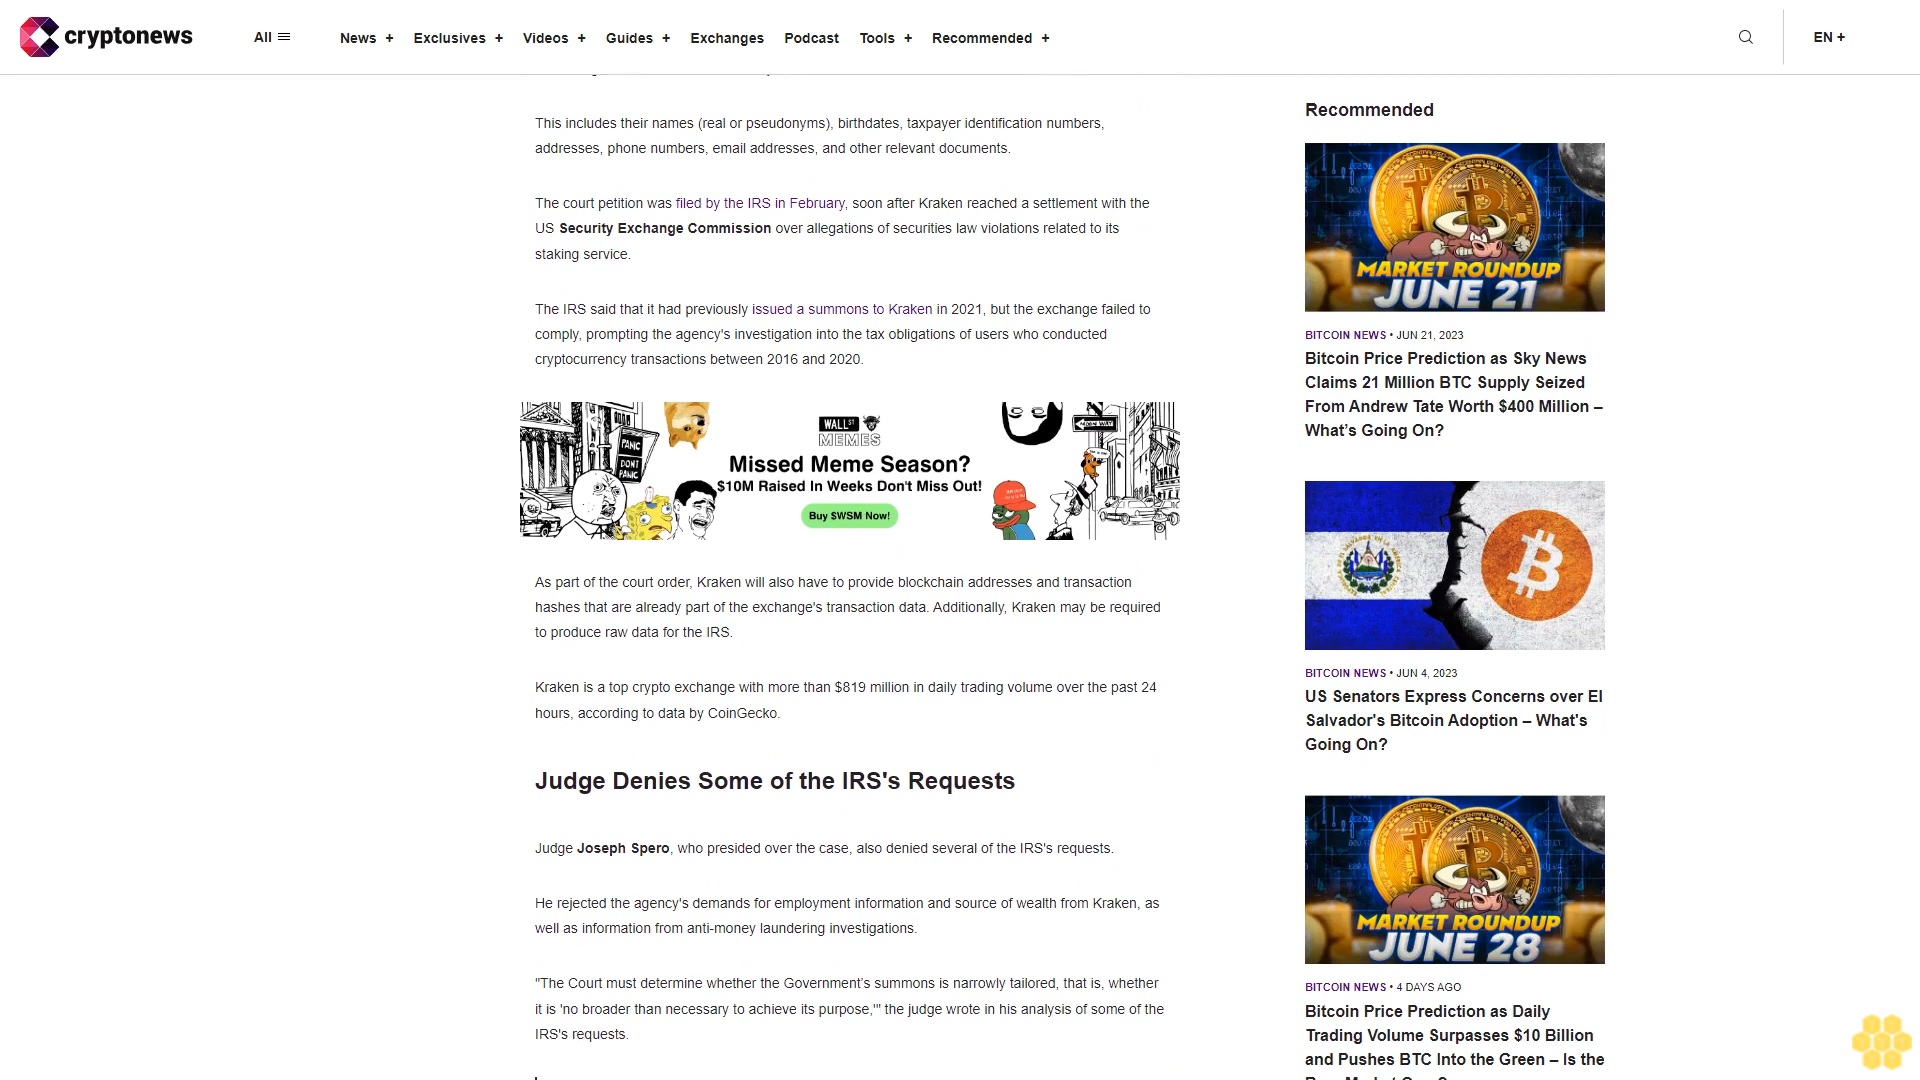 cryptonews
All
News +
Exclusives +
Videos +
Guides +
Exchanges
Podcast
Tools +
Recommended +
EN +
This includes their names (real or pseudonyms), birthdates, taxpayer identification numbers,
addresses, phone numbers, email addresses, and other relevant documents.
The court petition was filed by the IRS in February, soon after Kraken reached a settlement with the
US Security Exchange Commission over allegations of securities law violations related to its
staking service.
The IRS said that it had previously issued a summons to Kraken in 2021, but the exchange failed to
comply, prompting the agency's investigation into the tax obligations of users who conducted
cryptocurrency transactions between 2016 and 2020.
PANIC
DONT
PANIC
WALL ST
MEMES
Missed Meme Season?
$10M Raised In Weeks Don't Miss Out!
Buy $WSM Now!
As part of the court order, Kraken will also have to provide blockchain addresses and transaction
hashes that are already part of the exchange's transaction data. Additionally, Kraken may be required
to produce raw data for the IRS.
Kraken is a top crypto exchange with more than $819 million in daily trading volume over the past 24
hours, according to data by CoinGecko.
Judge Denies Some of the IRS's Requests
Judge Joseph Spero, who presided over the case, also denied several of the IRS's requests.
He rejected the agency's demands for employment information and source of wealth from Kraken, as
well as information from anti-money laundering investigations.
"The Court must determine whether the Government’s summons is narrowly tailored, that is, whether
it is 'no broader than necessary to achieve its purpose,'" the judge wrote in his analysis of some of the
IRS's requests.
Recommended
MARKET ROUNDUP
JUNE 21
BITCOIN NEWS • JUN 21, 2023
Bitcoin Price Prediction as Sky News
Claims 21 Million BTC Supply Seized
From Andrew Tate Worth $400 Million –
What’s Going On?
BITCOIN NEWS • JUN 4, 2023
US Senators Express Concerns over El
Salvador's Bitcoin Adoption – What's
Going On?
MARKET ROUNDUP
JUNE 28
BITCOIN NEWS • 4 DAYS AGO
Bitcoin Price Prediction as Daily
Trading Volume Surpasses $10 Billion
and Pushes BTC Into the Green – Is the